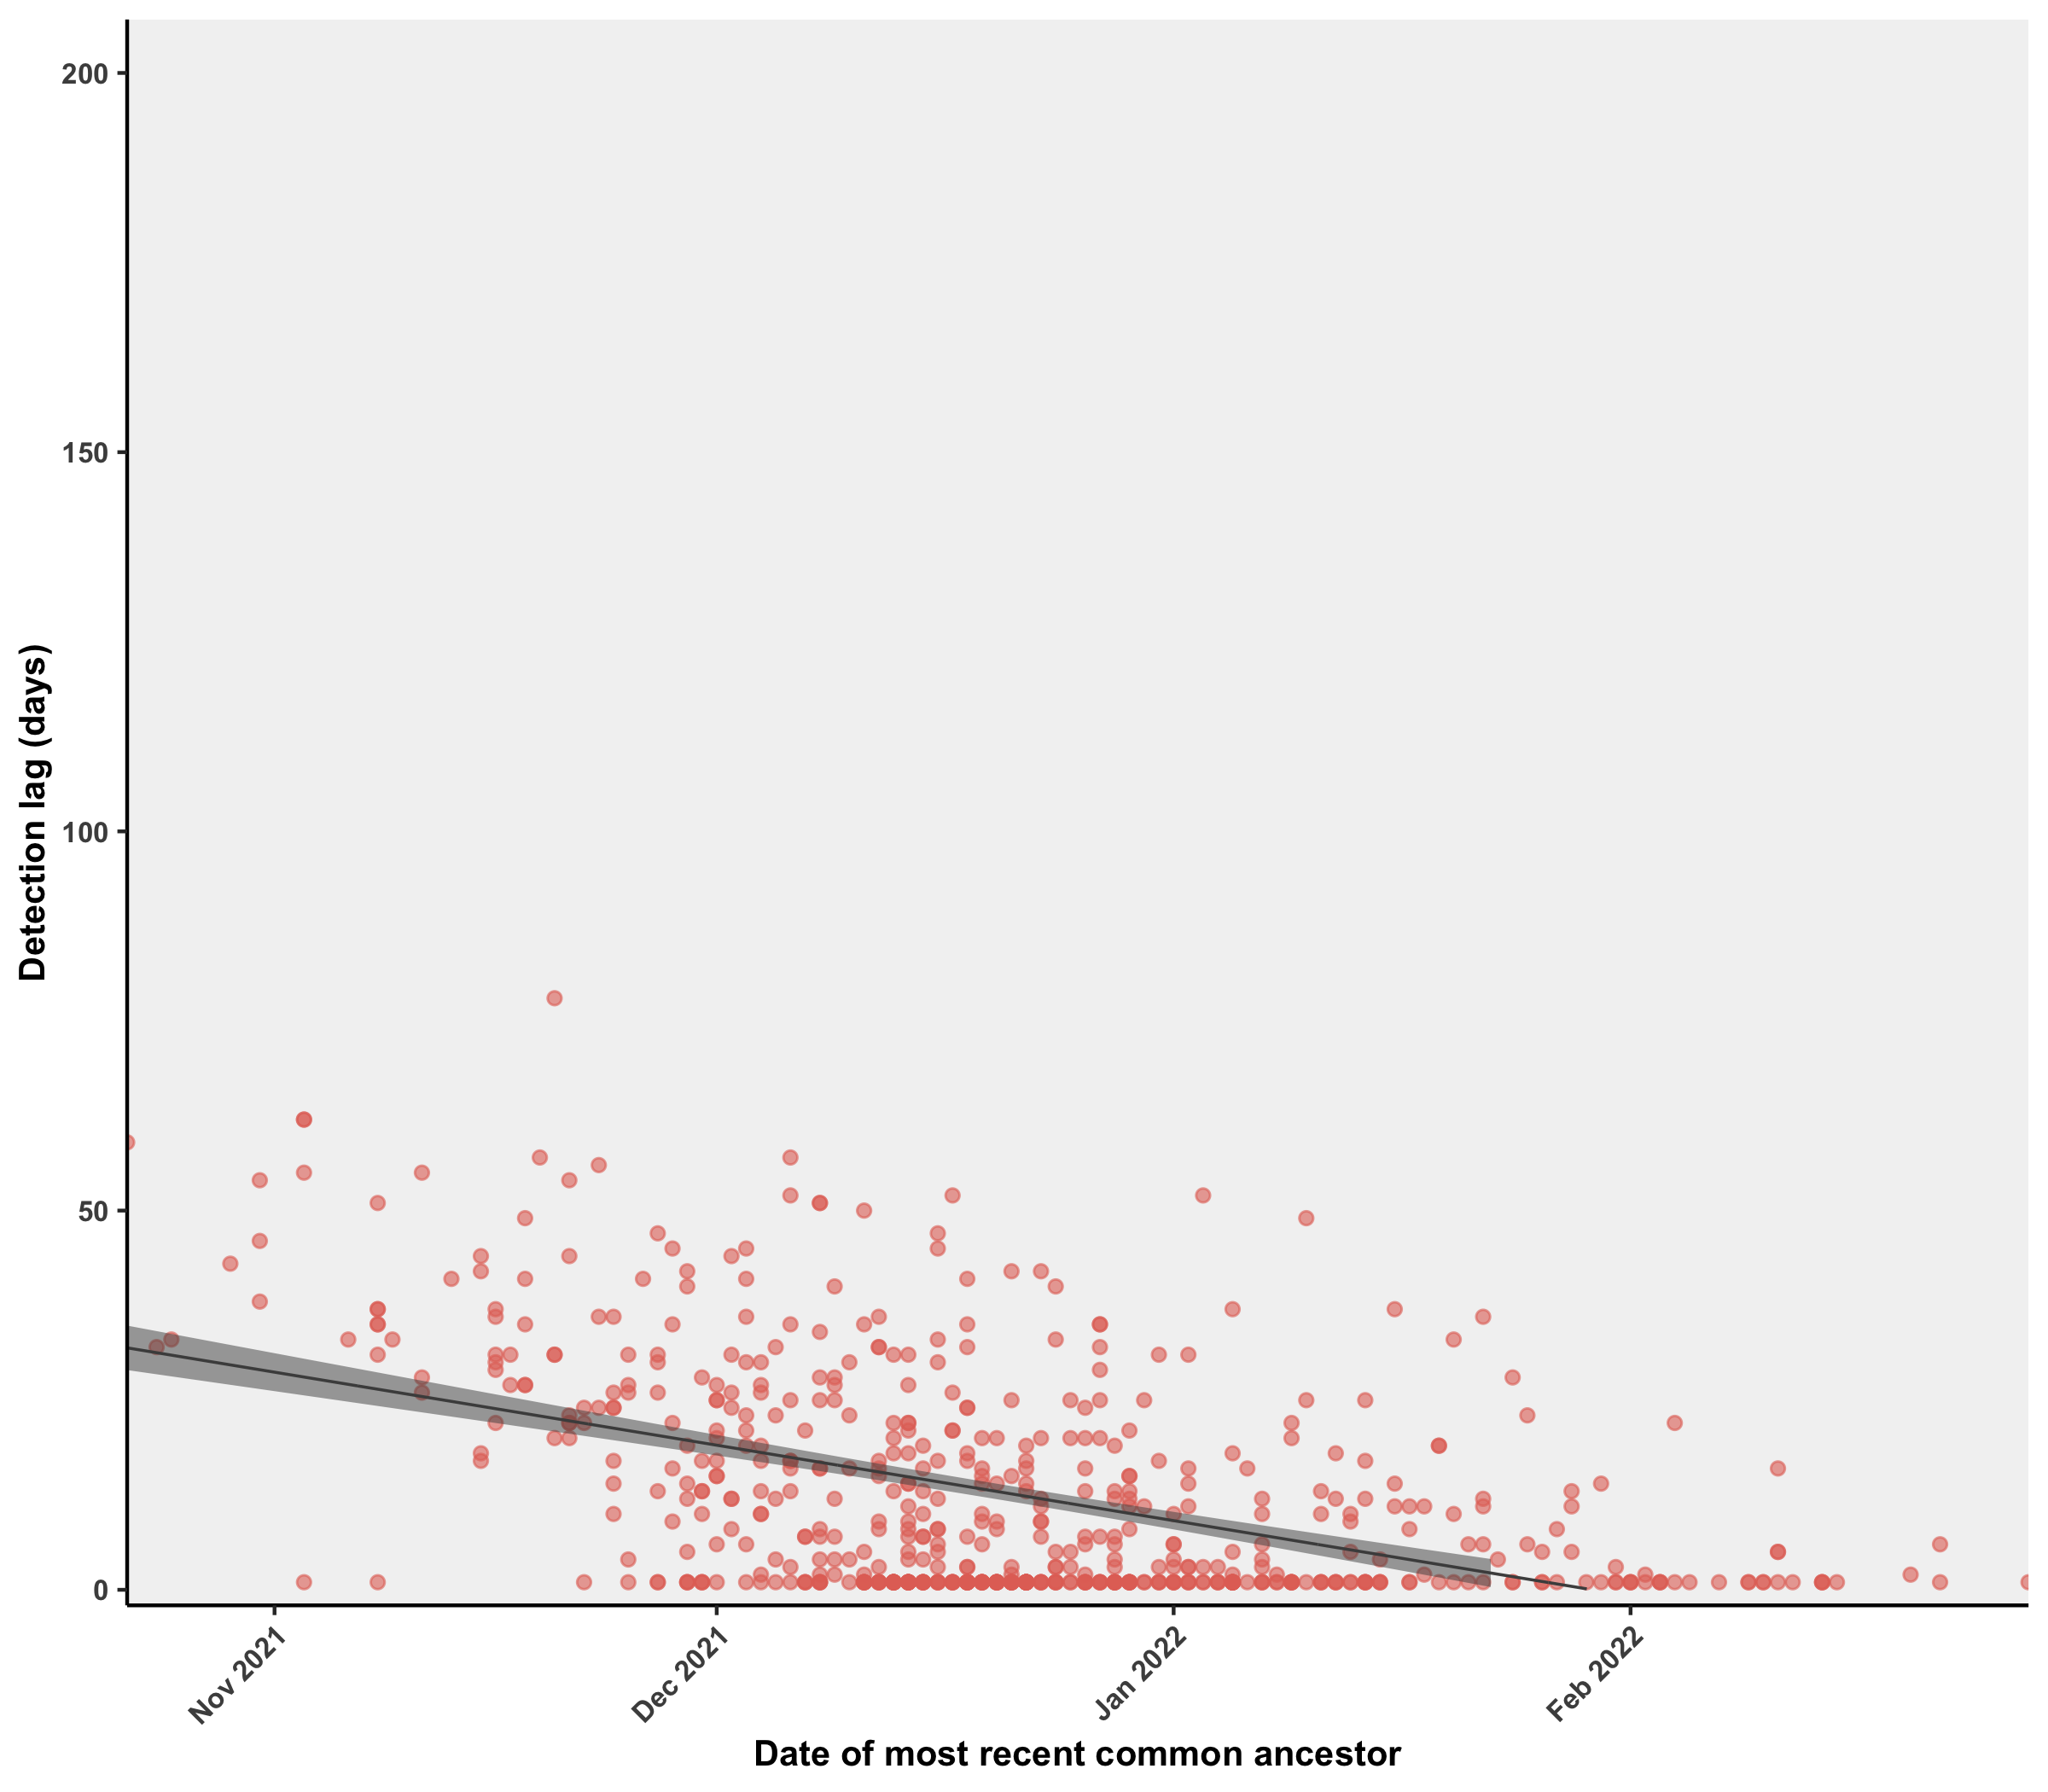 200
150
100
50
0
Detection lag (days)
Nov 2021
Dec 2021
Jan 2022
Feb 2022
Date of most recent common ancestor